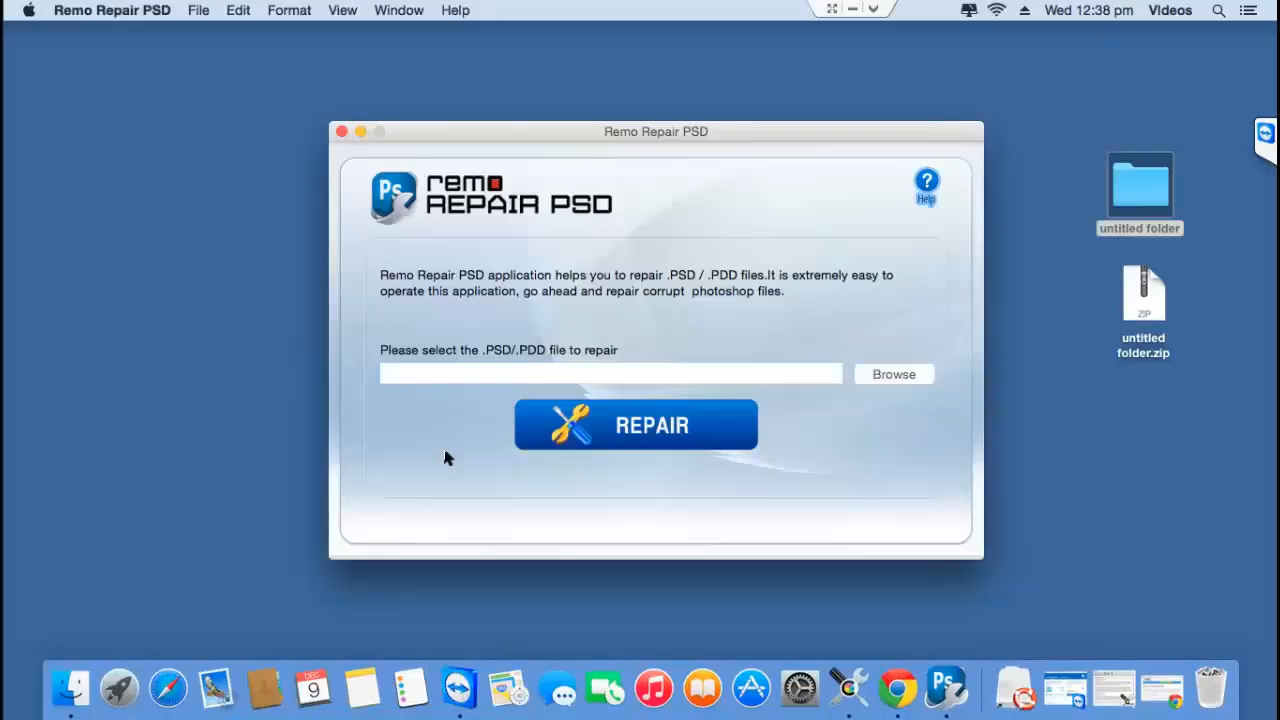 Remo Repair PSD File Edit Format View Window Help Wed 12:38 pm VIdeos
Remo Repair PSD
Ps remo
REPAIR PSD
?
Help
Remo Repair PSD application helps you to repair .PSD / .PDD files.It is extremely easy to
operate this application, go ahead and repair corrupt photoshop files.
Please select the .PSD/.PDD file to repair
Browse
REPAIR
untitled folder
ZIP
untitled
folder.zip
DEC
9
Ps